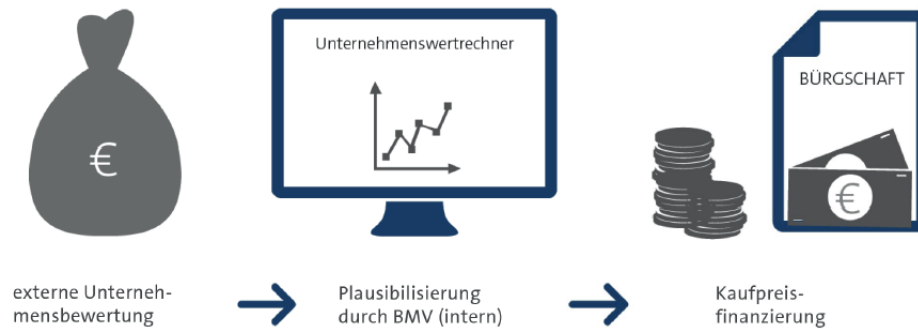 Unternehmenswertrechner
BÜRGSCHAFT
€
€
externe Unterneh-
mensbewertung
Plausibilisierung
durch BMV (intern)
Kaufpreis-
finanzierung